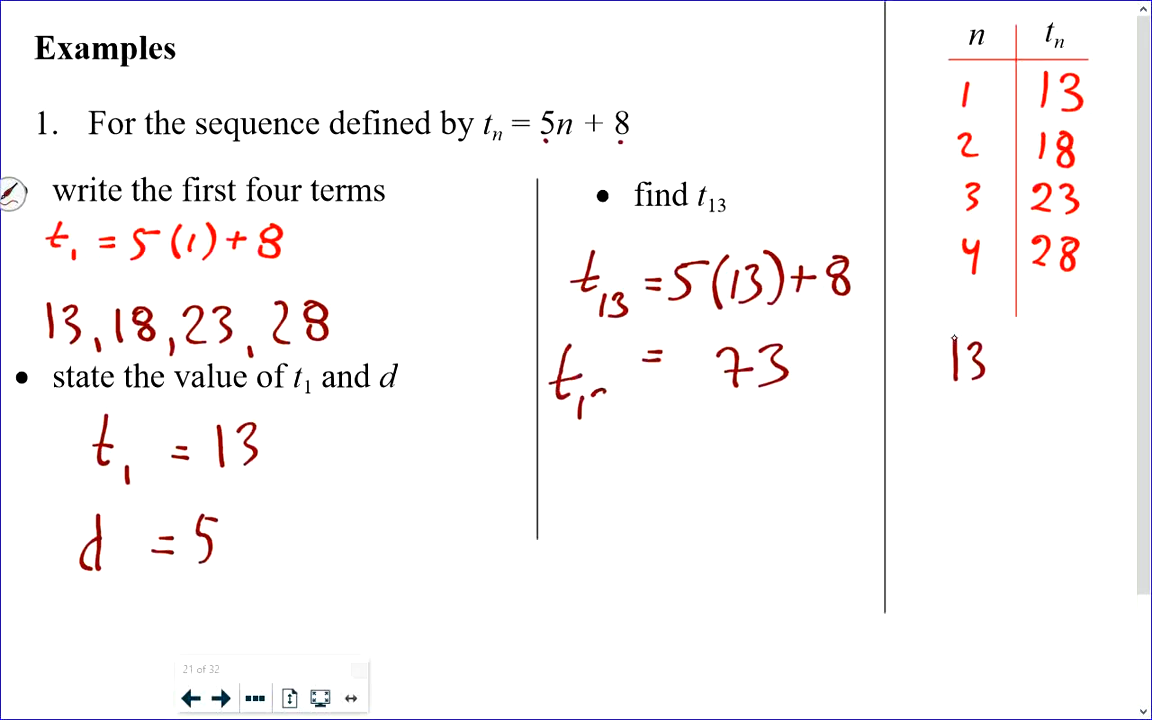 Examples
1. For the sequence defined by tₙ = 5n + 8
write the first four terms
t₁ = 5(1)+8
13, 18, 23, 28
• state the value of t₁ and d
t₁ = 13
d = 5
• find t₁₃
t₁₃ = 5(13)+8
= 73
n tₙ
1 13
2 18
3 23
4 28
13
21 of 32